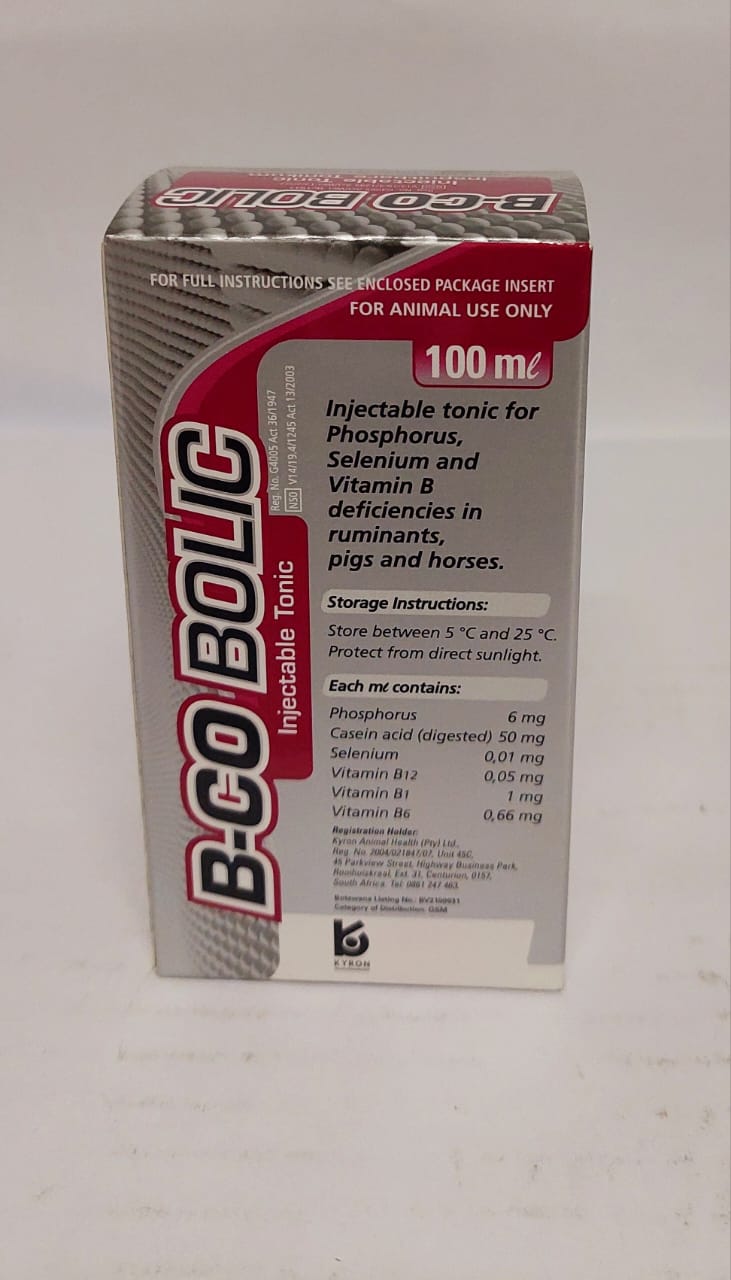 B-CO BOLIC
Injectable Tonic
FOR FULL INSTRUCTIONS SEE ENCLOSED PACKAGE INSERT
FOR ANIMAL USE ONLY
100 mℓ
Reg. No. G4005 Act 36/1947
NS0 V14/19.4/1245 Act 13/2003
B-CO BOLIC
Injectable Tonic
Injectable tonic for
Phosphorus,
Selenium and
Vitamin B
deficiencies in
ruminants,
pigs and horses.
Storage Instructions:
Store between 5 °C and 25 °C.
Protect from direct sunlight.
Each mℓ contains:
Phosphorus 6 mg
Casein acid (digested) 50 mg
Selenium 0,01 mg
Vitamin B12 0,05 mg
Vitamin B1 1 mg
Vitamin B6 0,66 mg
Registration Holder:
Kyron Animal Health (Pty) Ltd.,
Reg. No. 2004/021847/07, Unit 45C,
45 Parkview Street, Highway Business Park,
Rooihuiskraal, Ext. 31, Centurion, 0157,
South Africa. Tel: 0861 247 463.
Botswana Listing No.: BV2100031
Category of Distribution: GSM
KYRON